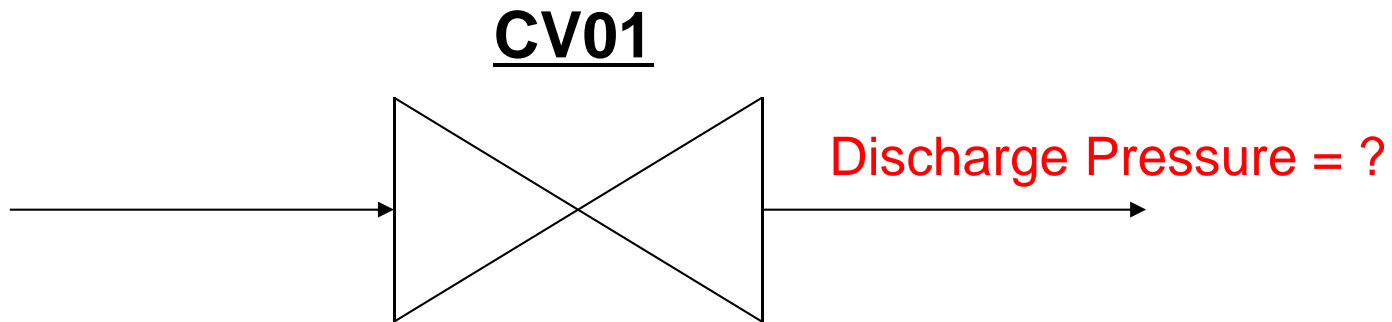 CV01
Discharge Pressure = ?